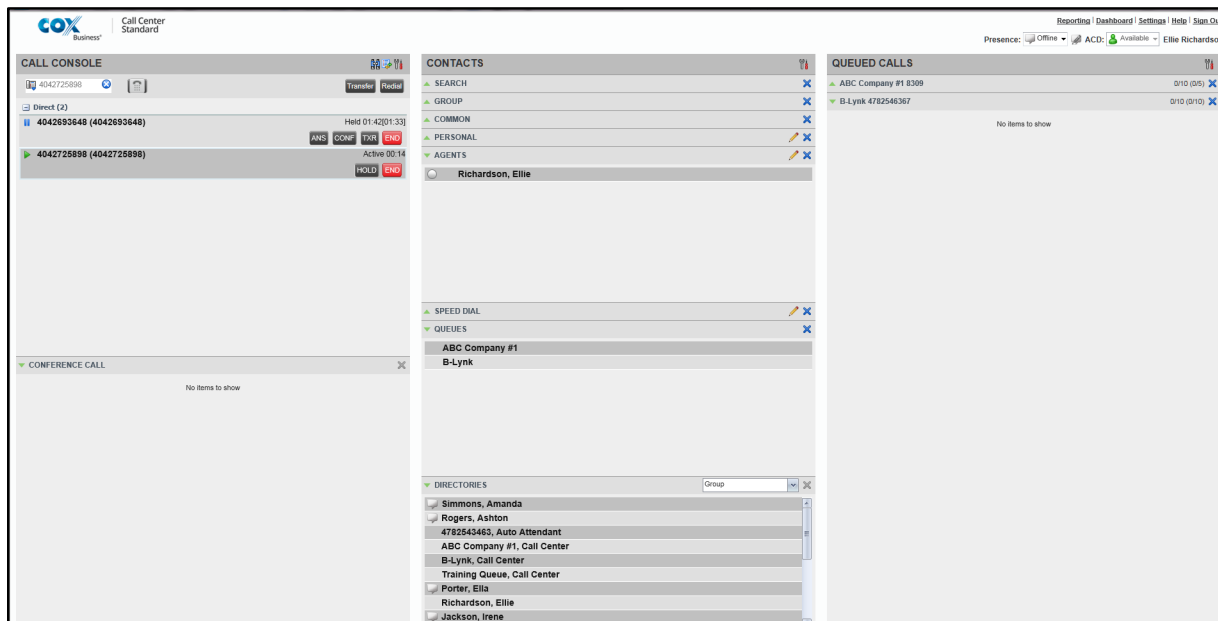 COX
Business®
Call Center
Standard
Reporting | Dashboard | Settings | Help | Sign Ou
Presence: Offline ACD: Available Ellie Richardso
CALL CONSOLE
4042725898
Transfer
Redial
Direct (2)
4042693648 (4042693648)
Held 01:42[01:33]
ANS
CONF
TXR
END
4042725898 (4042725898)
Active 00:14
HOLD
END
CONFERENCE CALL
No items to show
CONTACTS
SEARCH
GROUP
COMMON
PERSONAL
AGENTS
Richardson, Ellie
SPEED DIAL
QUEUES
ABC Company #1
B-Lynk
DIRECTORIES
Group
Simmons, Amanda
Rogers, Ashton
4782543463, Auto Attendant
ABC Company #1, Call Center
B-Lynk, Call Center
Training Queue, Call Center
Porter, Ella
Richardson, Ellie
Jackson, Irene
QUEUED CALLS
ABC Company #1 8309
0/10 (0/5)
B-Lynk 4782546367
0/10 (0/10)
No items to show